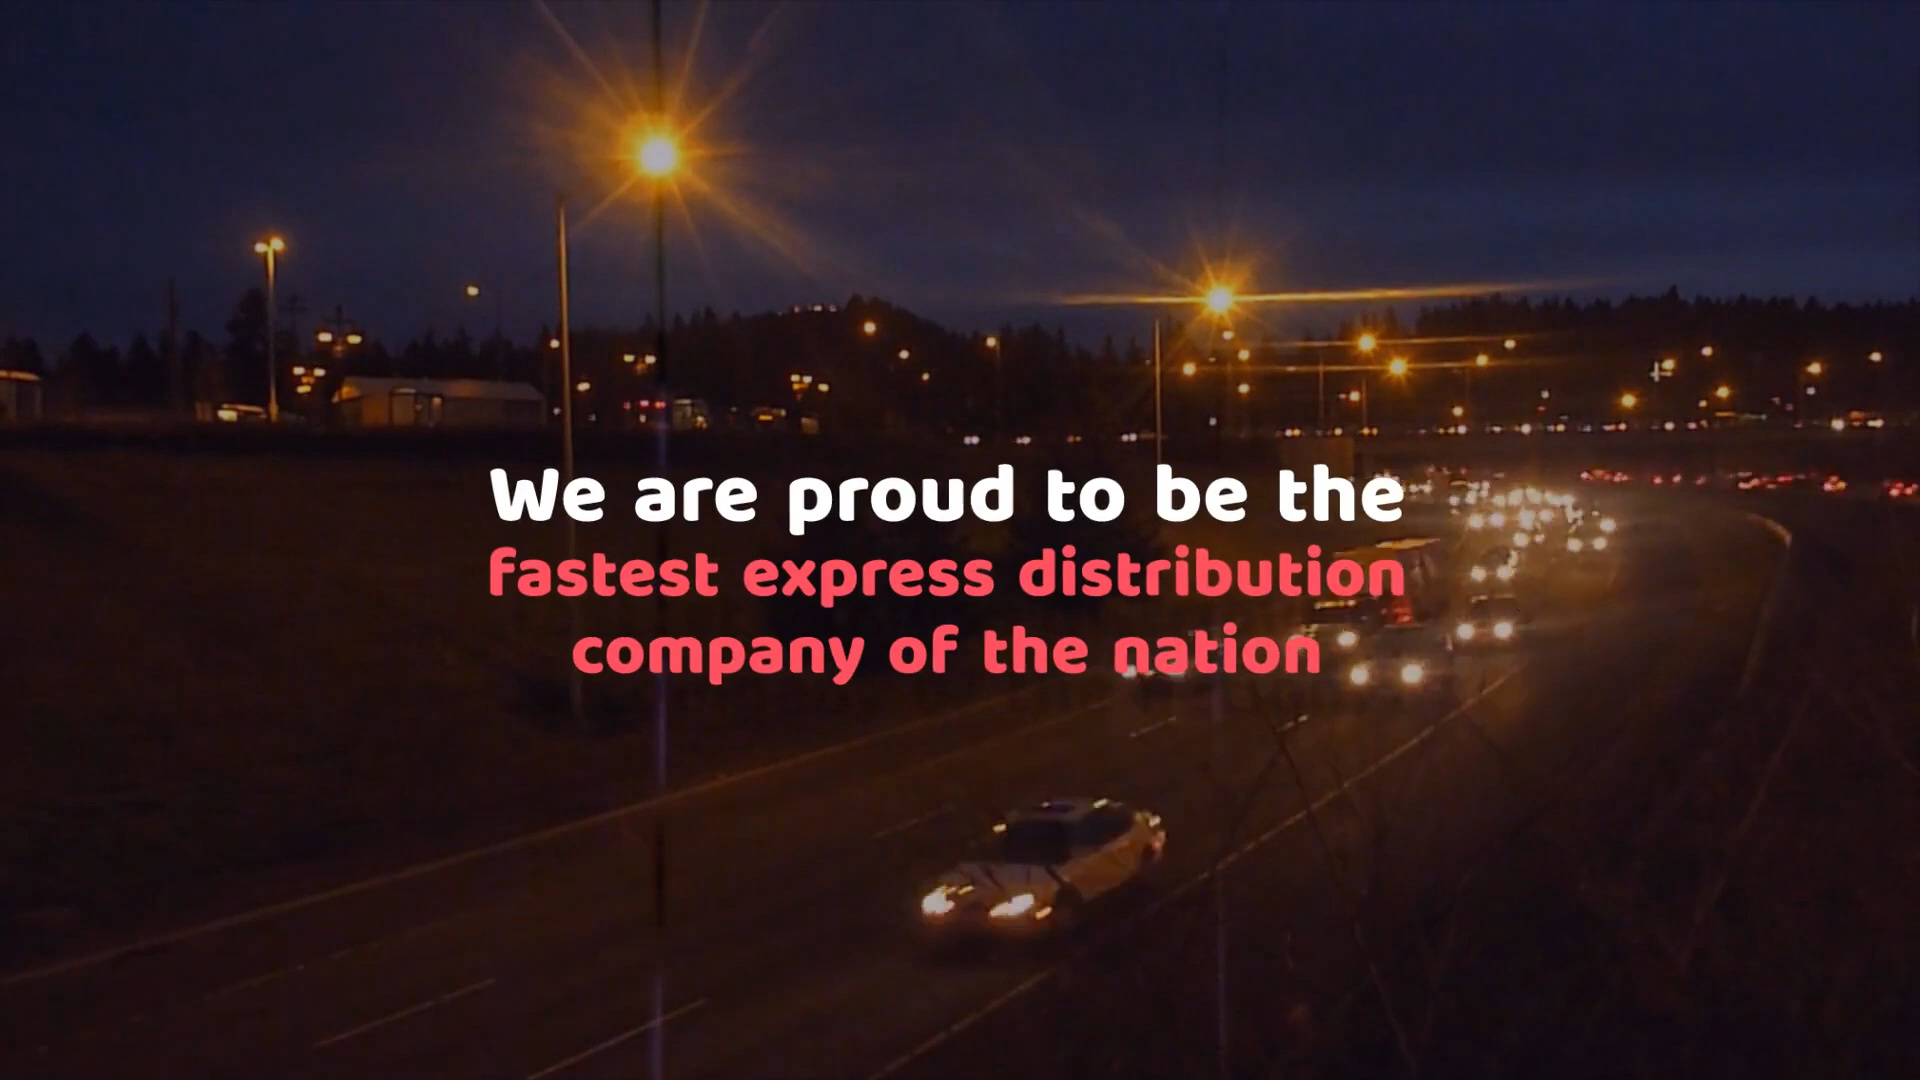 We are proud to be the
fastest express distribution
company of the nation